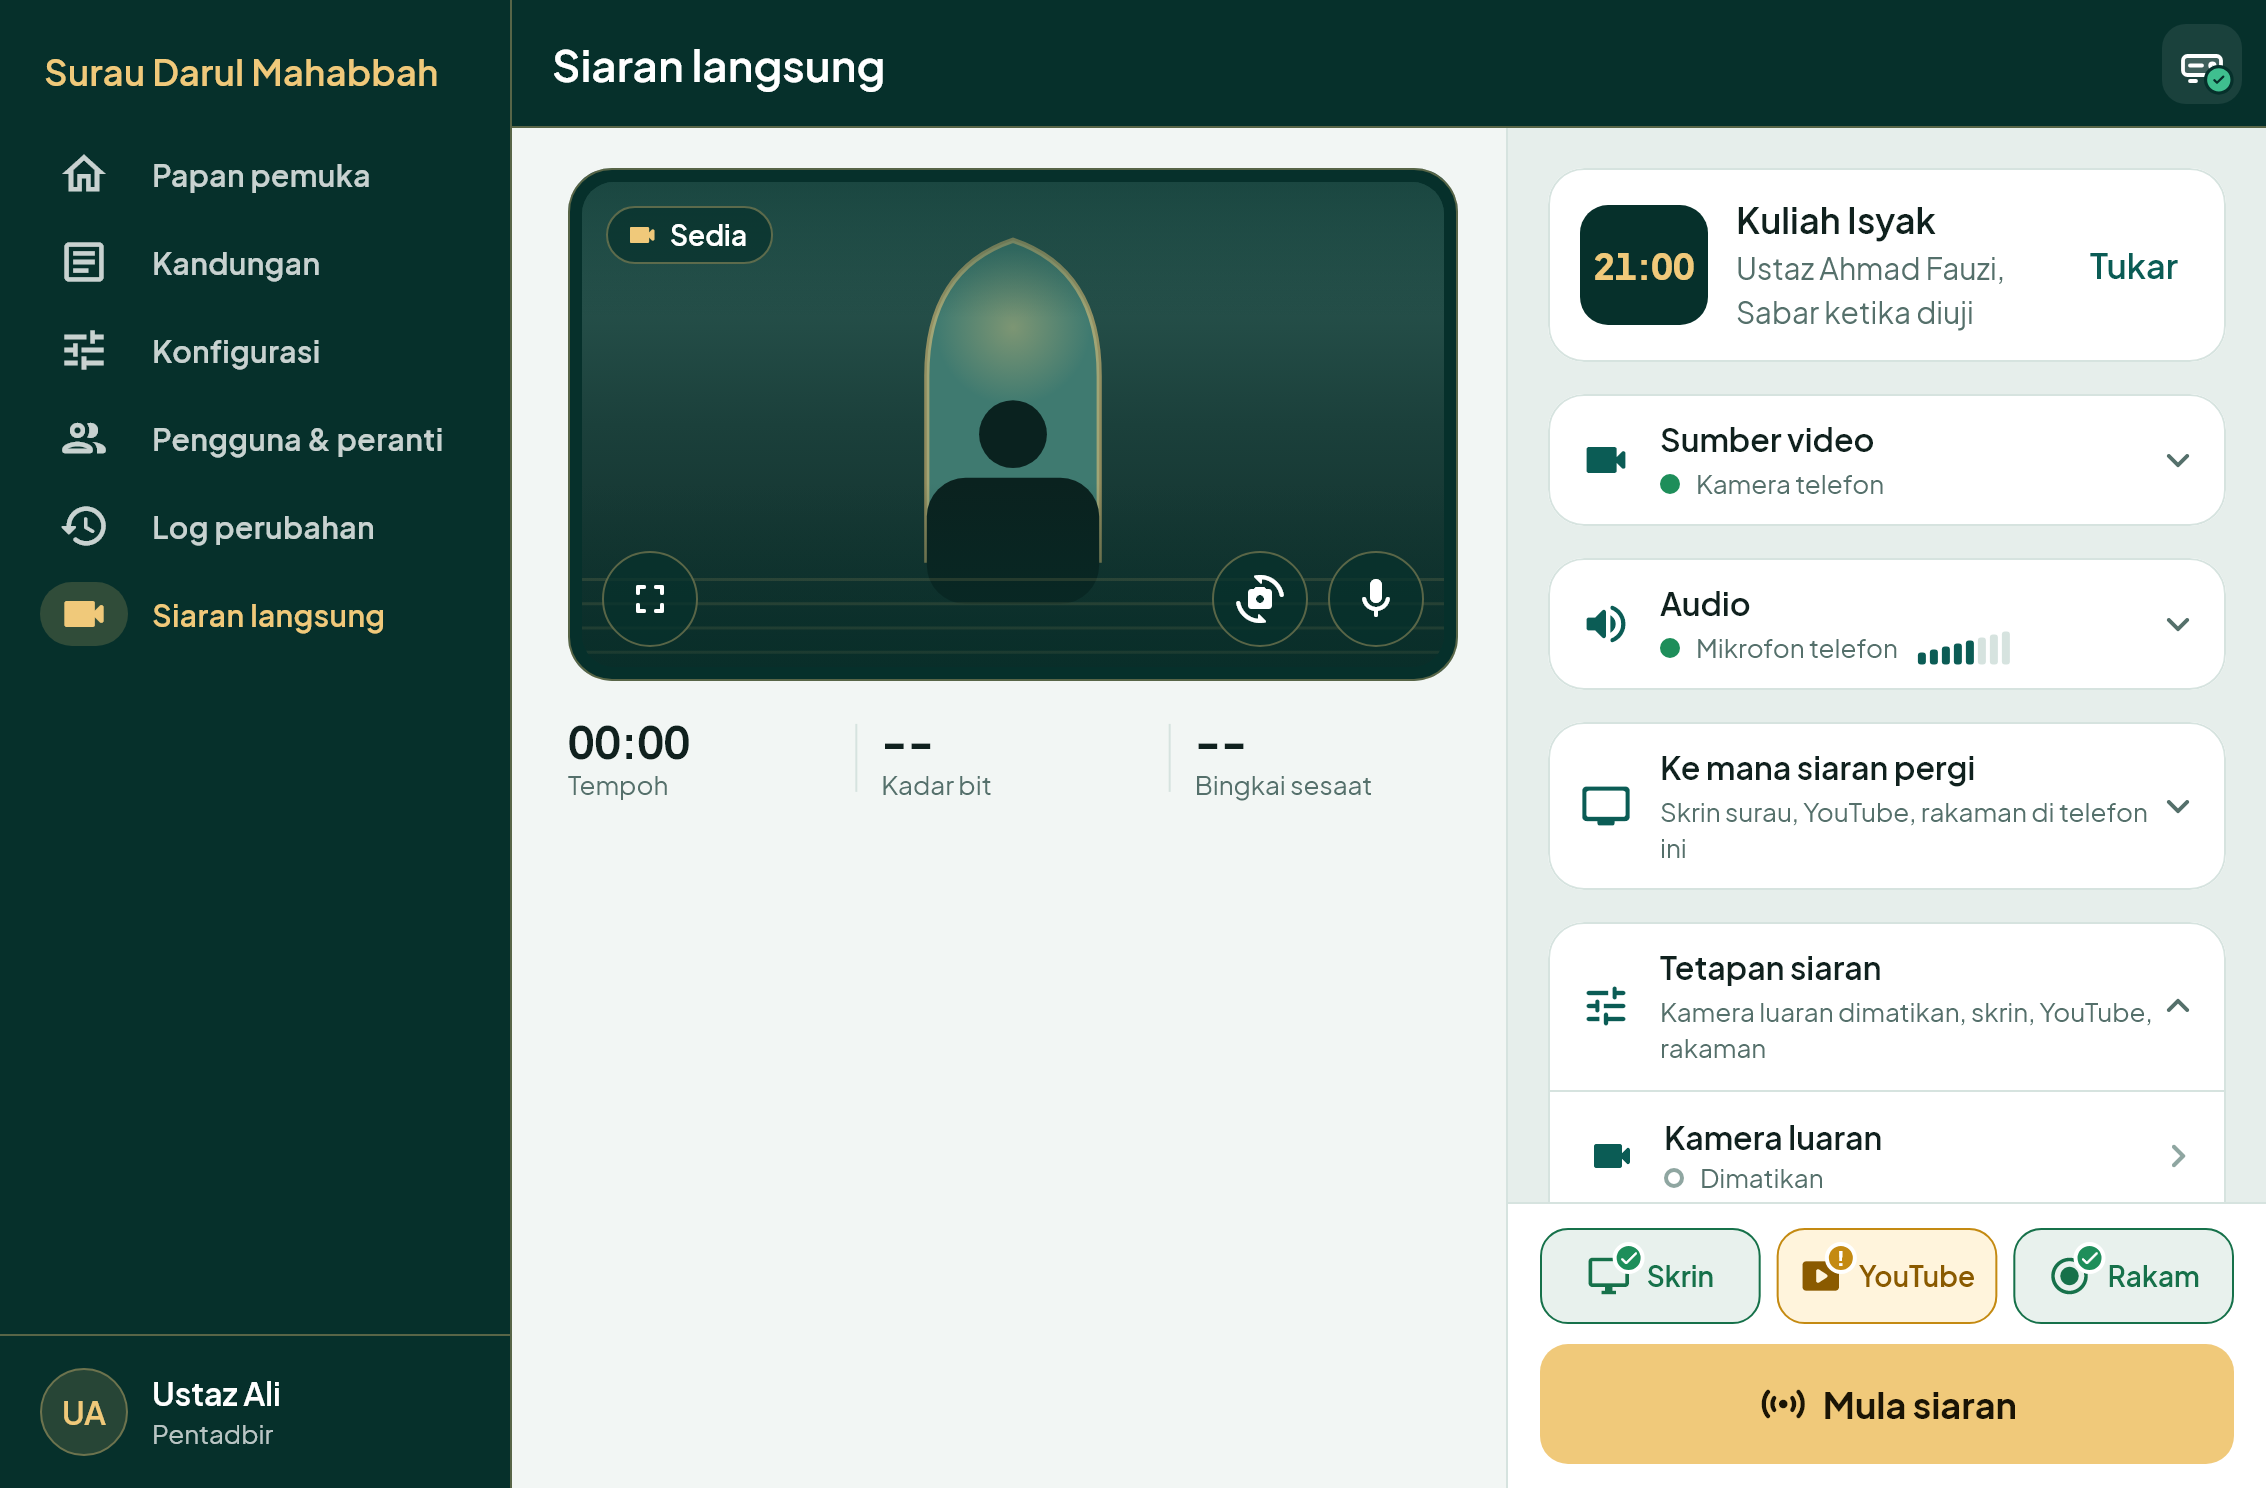 Surau Darul Mahabbah
Papan pemuka
Kandungan
Konfigurasi
Pengguna & peranti
Log perubahan
Siaran langsung
UA
Ustaz Ali
Pentadbir
Siaran langsung
Sedia
00:00
Tempoh
--
Kadar bit
--
Bingkai sesaat
21:00
Kuliah Isyak
Ustaz Ahmad Fauzi,
Sabar ketika diuji
Tukar
Sumber video
Kamera telefon
Audio
Mikrofon telefon
Ke mana siaran pergi
Skrin surau, YouTube, rakaman di telefon
ini
Tetapan siaran
Kamera luaran dimatikan, skrin, YouTube,
rakaman
Kamera luaran
Dimatikan
Skrin
YouTube
Rakam
Mula siaran